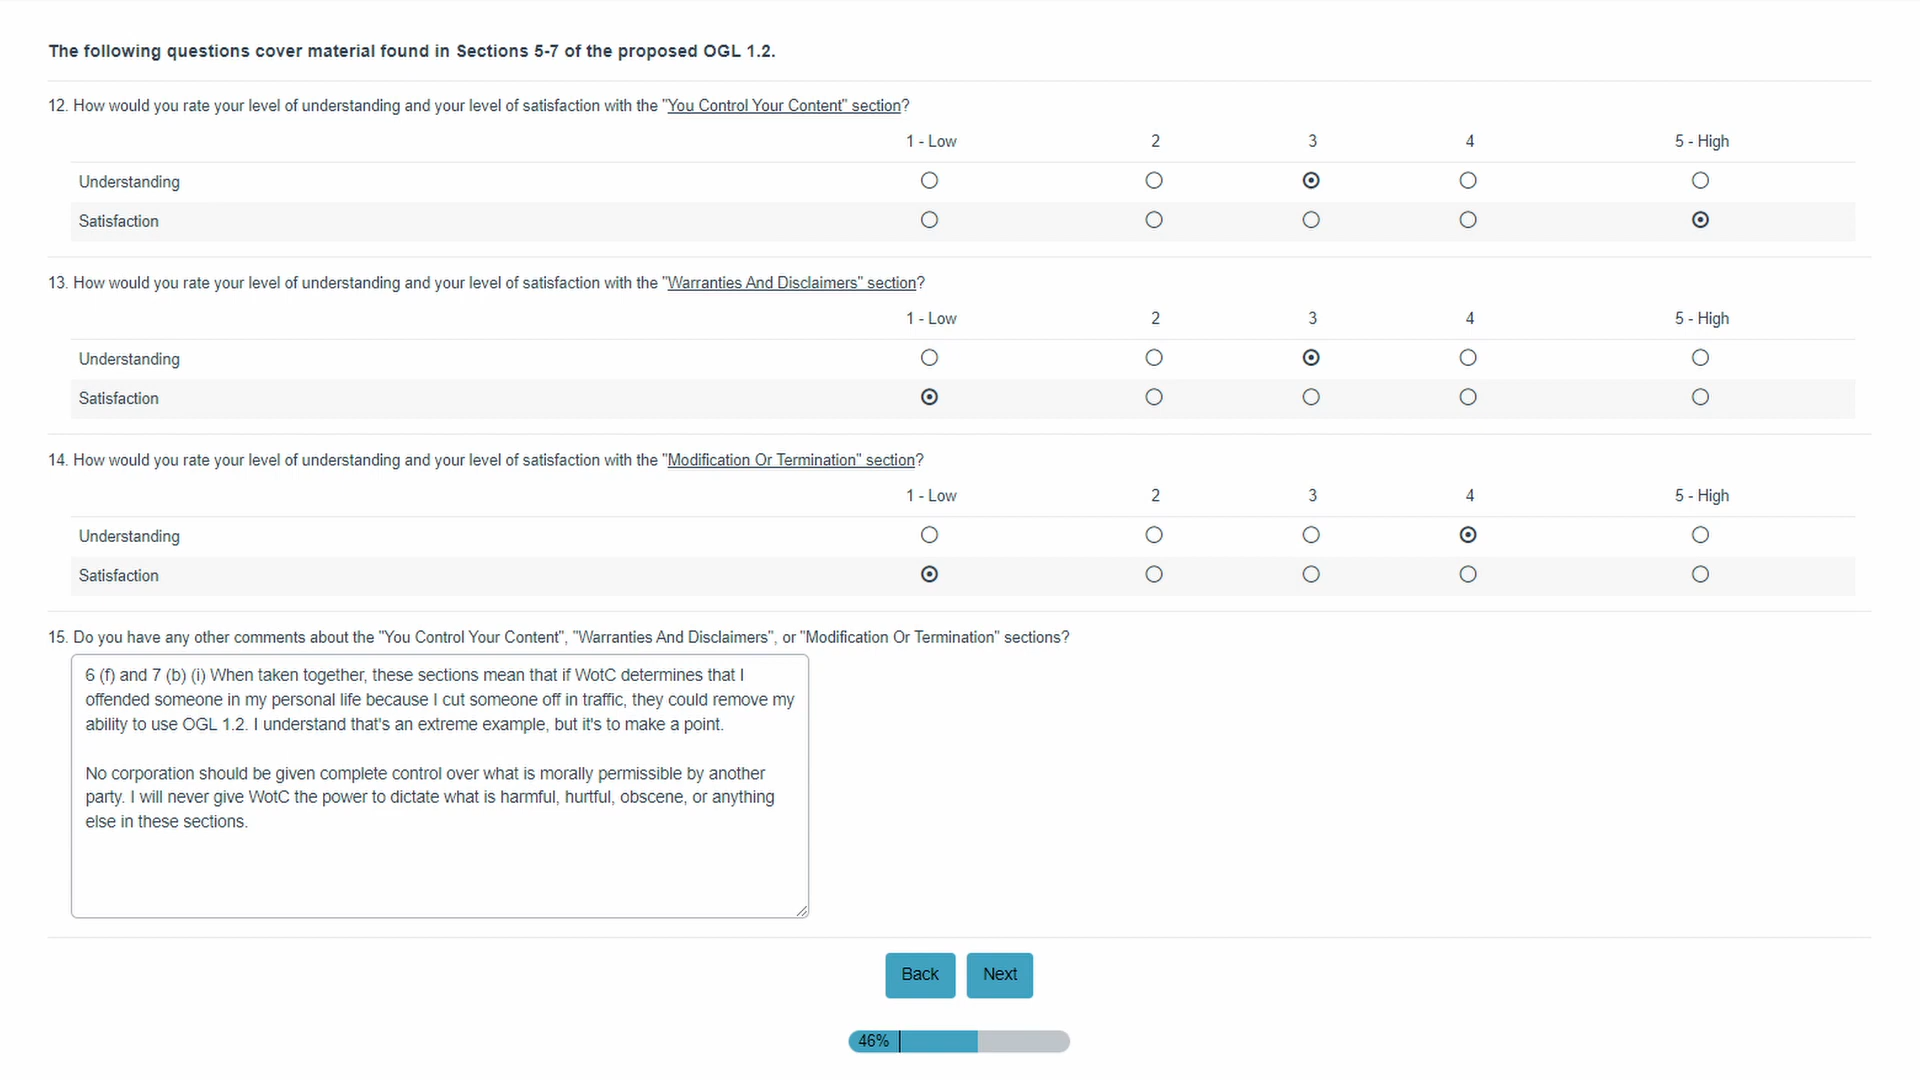 The following questions cover material found in Sections 5-7 of the proposed OGL 1.2.
12. How would you rate your level of understanding and your level of satisfaction with the "You Control Your Content" section?
1 - Low 2 3 4 5 - High
Understanding
Satisfaction
13. How would you rate your level of understanding and your level of satisfaction with the "Warranties And Disclaimers" section?
1 - Low 2 3 4 5 - High
Understanding
Satisfaction
14. How would you rate your level of understanding and your level of satisfaction with the "Modification Or Termination" section?
1 - Low 2 3 4 5 - High
Understanding
Satisfaction
15. Do you have any other comments about the "You Control Your Content", "Warranties And Disclaimers", or "Modification Or Termination" sections?
6 (f) and 7 (b) (i) When taken together, these sections mean that if WotC determines that I
offended someone in my personal life because I cut someone off in traffic, they could remove my
ability to use OGL 1.2. I understand that's an extreme example, but it's to make a point.
No corporation should be given complete control over what is morally permissible by another
party. I will never give WotC the power to dictate what is harmful, hurtful, obscene, or anything
else in these sections.
Back Next
46%